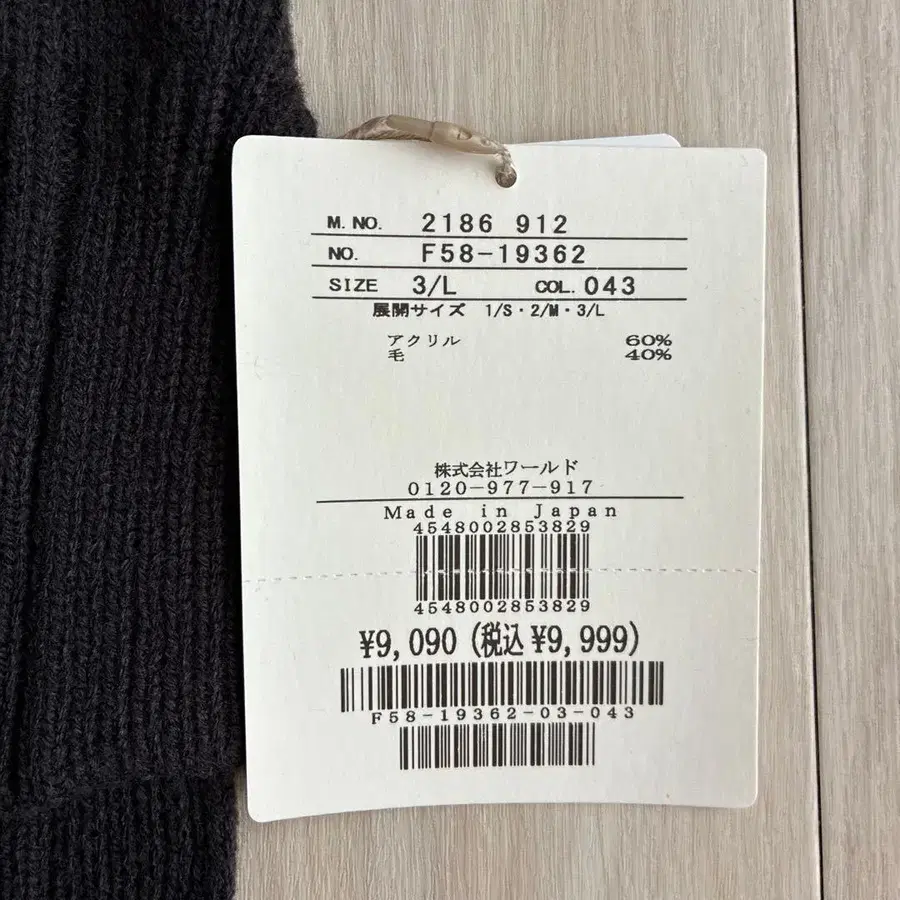 M. NO. 2186 912
NO. F58-19362
SIZE 3/L COL. 043
展開サイズ 1/S・2/M・3/L
アクリル 60%
毛 40%
株式会社ワールド
0120-977-917
Made in Japan
4548002853829
4548002853829
¥9,090 (税込 ¥9,999)
F58-19362-03-043